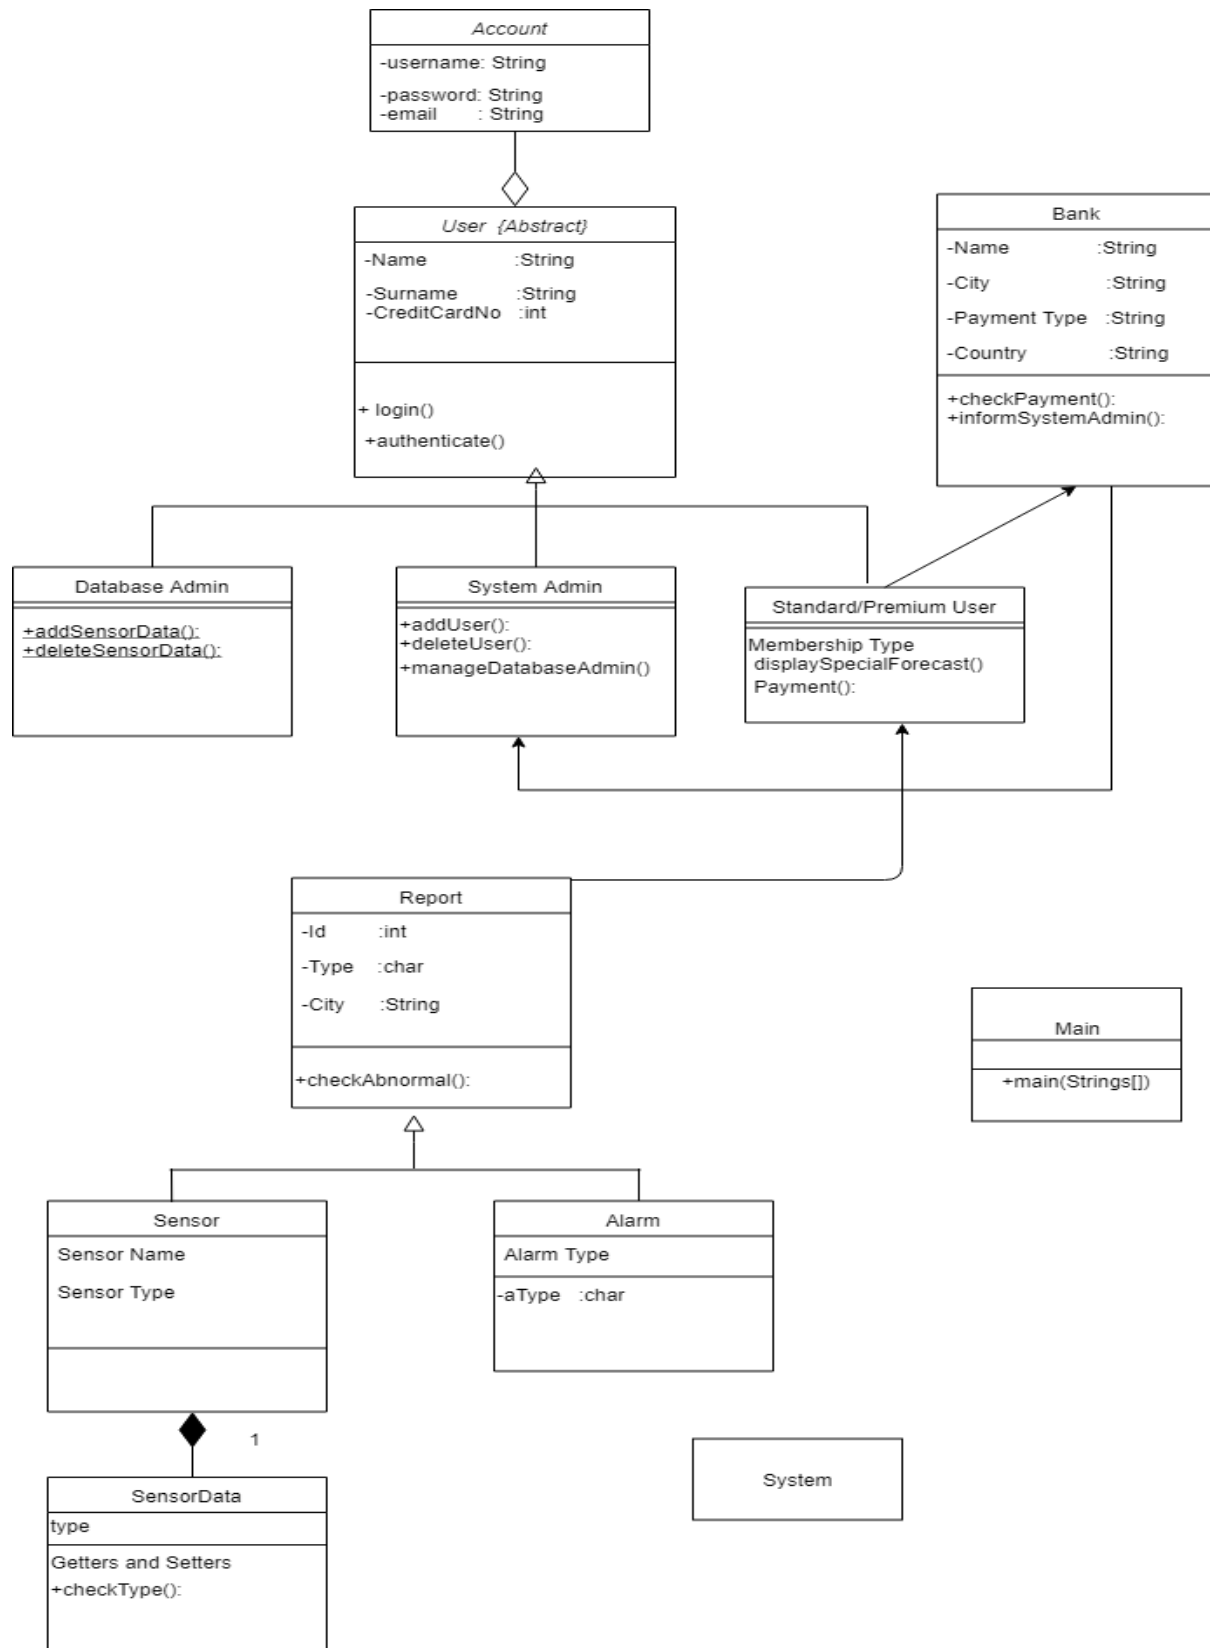 Account
-username: String
-password: String
-email : String
User {Abstract}
-Name :String
-Surname :String
-CreditCardNo :int
+ login()
+authenticate()
Bank
-Name :String
-City :String
-Payment Type :String
-Country :String
+checkPayment():
+informSystemAdmin():
Database Admin
+addSensorData():
+deleteSensorData():
System Admin
+addUser():
+deleteUser():
+manageDatabaseAdmin()
Standard/Premium User
Membership Type
displaySpecialForecast()
Payment():
Report
-Id :int
-Type :char
-City :String
+checkAbnormal():
Main
+main(Strings[])
Sensor
Sensor Name
Sensor Type
Alarm
Alarm Type
-aType :char
1
SensorData
type
Getters and Setters
+checkType():
System